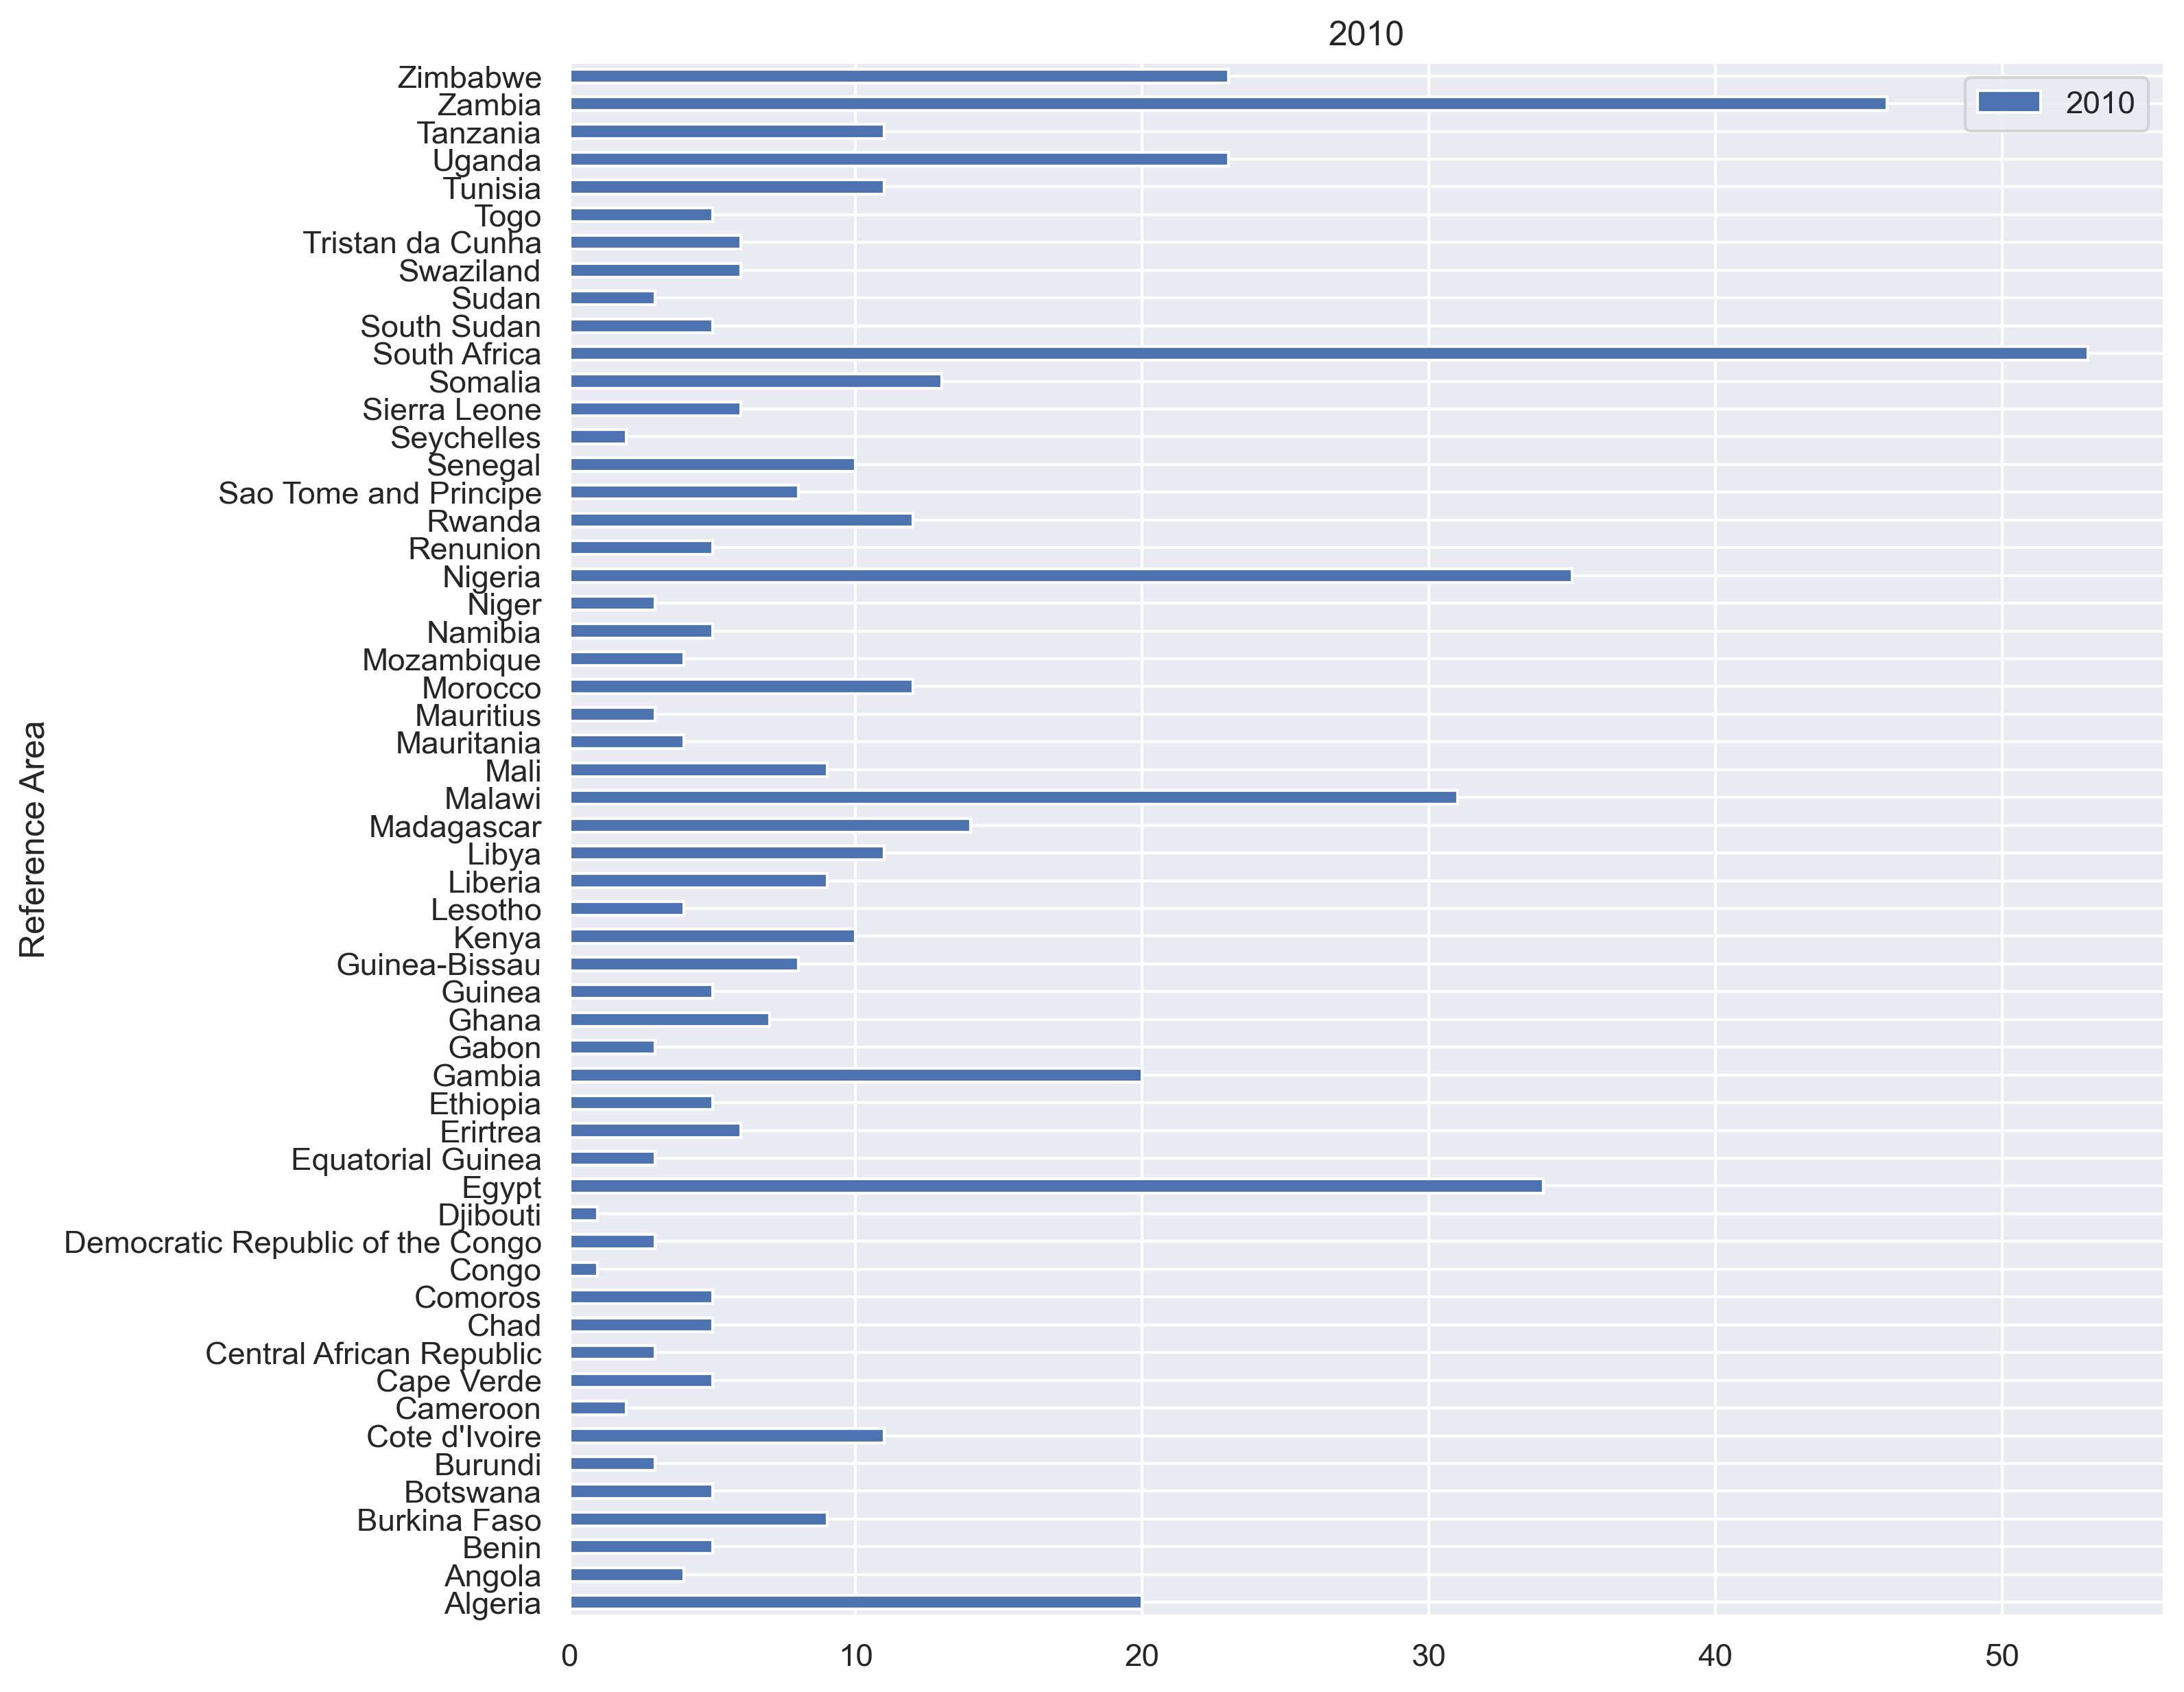 2010
2010
Zimbabwe
Zambia
Tanzania
Uganda
Tunisia
Togo
Tristan da Cunha
Swaziland
Sudan
South Sudan
South Africa
Somalia
Sierra Leone
Seychelles
Senegal
Sao Tome and Principe
Rwanda
Renunion
Nigeria
Niger
Namibia
Mozambique
Morocco
Mauritius
Mauritania
Mali
Malawi
Madagascar
Libya
Liberia
Lesotho
Kenya
Guinea-Bissau
Guinea
Ghana
Gabon
Gambia
Ethiopia
Erirtrea
Equatorial Guinea
Egypt
Djibouti
Democratic Republic of the Congo
Congo
Comoros
Chad
Central African Republic
Cape Verde
Cameroon
Cote d'Ivoire
Burundi
Botswana
Burkina Faso
Benin
Angola
Algeria
Reference Area
0 10 20 30 40 50